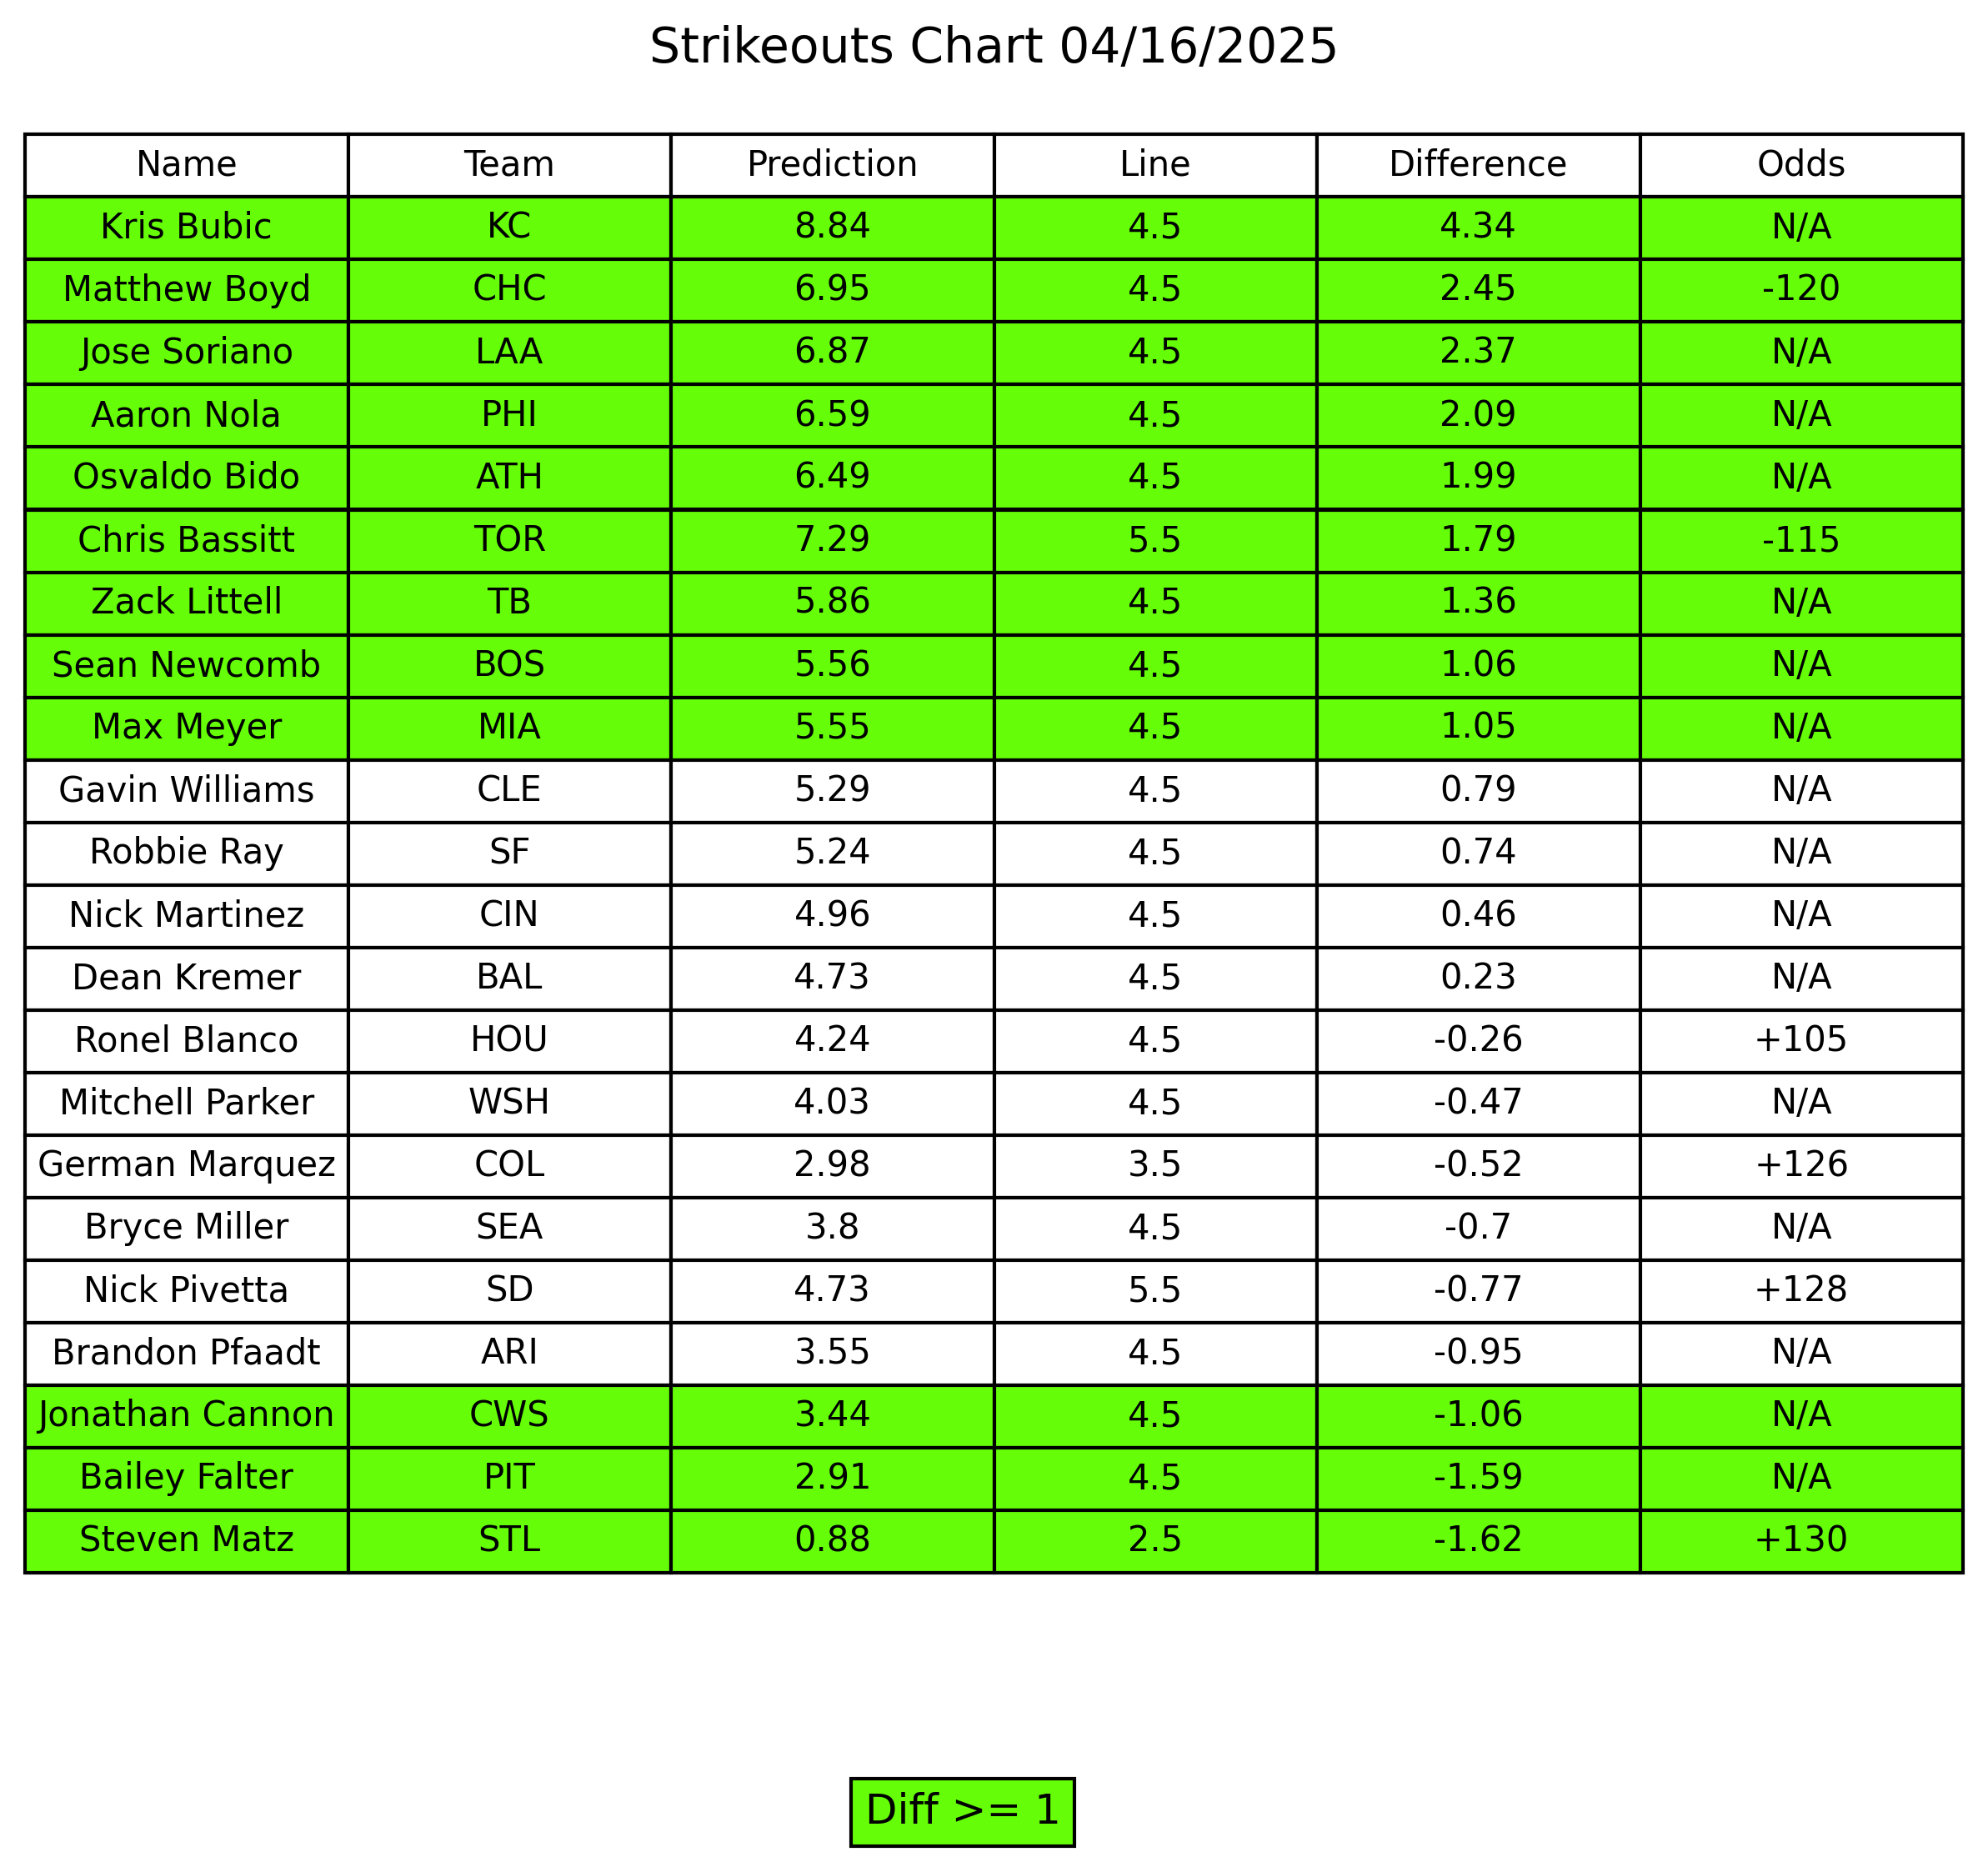 Strikeouts Chart 04/16/2025
Name Team Prediction Line Difference Odds
Kris Bubic KC 8.84 4.5 4.34 N/A
Matthew Boyd CHC 6.95 4.5 2.45 -120
Jose Soriano LAA 6.87 4.5 2.37 N/A
Aaron Nola PHI 6.59 4.5 2.09 N/A
Osvaldo Bido ATH 6.49 4.5 1.99 N/A
Chris Bassitt TOR 7.29 5.5 1.79 -115
Zack Littell TB 5.86 4.5 1.36 N/A
Sean Newcomb BOS 5.56 4.5 1.06 N/A
Max Meyer MIA 5.55 4.5 1.05 N/A
Gavin Williams CLE 5.29 4.5 0.79 N/A
Robbie Ray SF 5.24 4.5 0.74 N/A
Nick Martinez CIN 4.96 4.5 0.46 N/A
Dean Kremer BAL 4.73 4.5 0.23 N/A
Ronel Blanco HOU 4.24 4.5 -0.26 +105
Mitchell Parker WSH 4.03 4.5 -0.47 N/A
German Marquez COL 2.98 3.5 -0.52 +126
Bryce Miller SEA 3.8 4.5 -0.7 N/A
Nick Pivetta SD 4.73 5.5 -0.77 +128
Brandon Pfaadt ARI 3.55 4.5 -0.95 N/A
Jonathan Cannon CWS 3.44 4.5 -1.06 N/A
Bailey Falter PIT 2.91 4.5 -1.59 N/A
Steven Matz STL 0.88 2.5 -1.62 +130
Diff >= 1